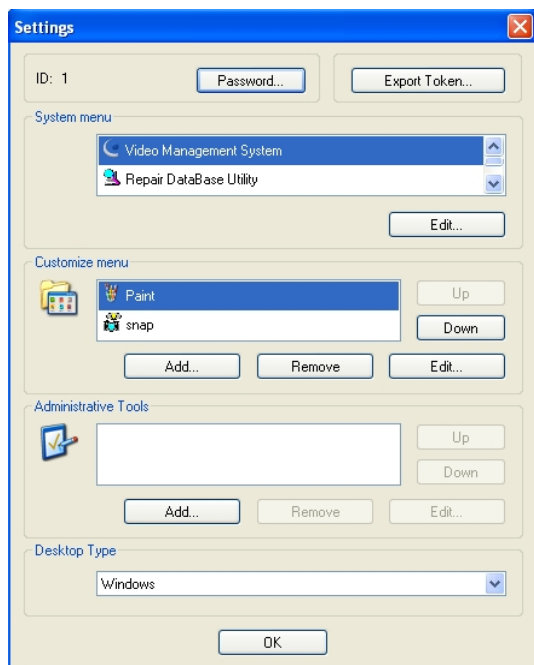 Settings
ID: 1 Password... Export Token...
System menu
Video Management System
Repair DataBase Utility
Edit...
Customize menu
Paint Up
snap Down
Add... Remove Edit...
Administrative Tools
Up
Down
Add... Remove Edit...
Desktop Type
Windows
OK